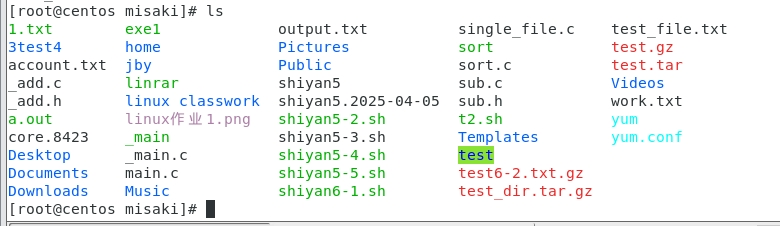 [root@centos misaki]# ls
1.txt exe1 output.txt single_file.c test_file.txt
3test4 home Pictures sort test.gz
account.txt jby Public sort.c test.tar
_add.c linrar shiyan5 sub.c Videos
_add.h linux classwork shiyan5.2025-04-05 sub.h work.txt
a.out linux作业1.png shiyan5-2.sh t2.sh yum
core.8423 _main shiyan5-3.sh Templates yum.conf
Desktop _main.c shiyan5-4.sh test
Documents main.c shiyan5-5.sh test6-2.txt.gz
Downloads Music shiyan6-1.sh test_dir.tar.gz
[root@centos misaki]#